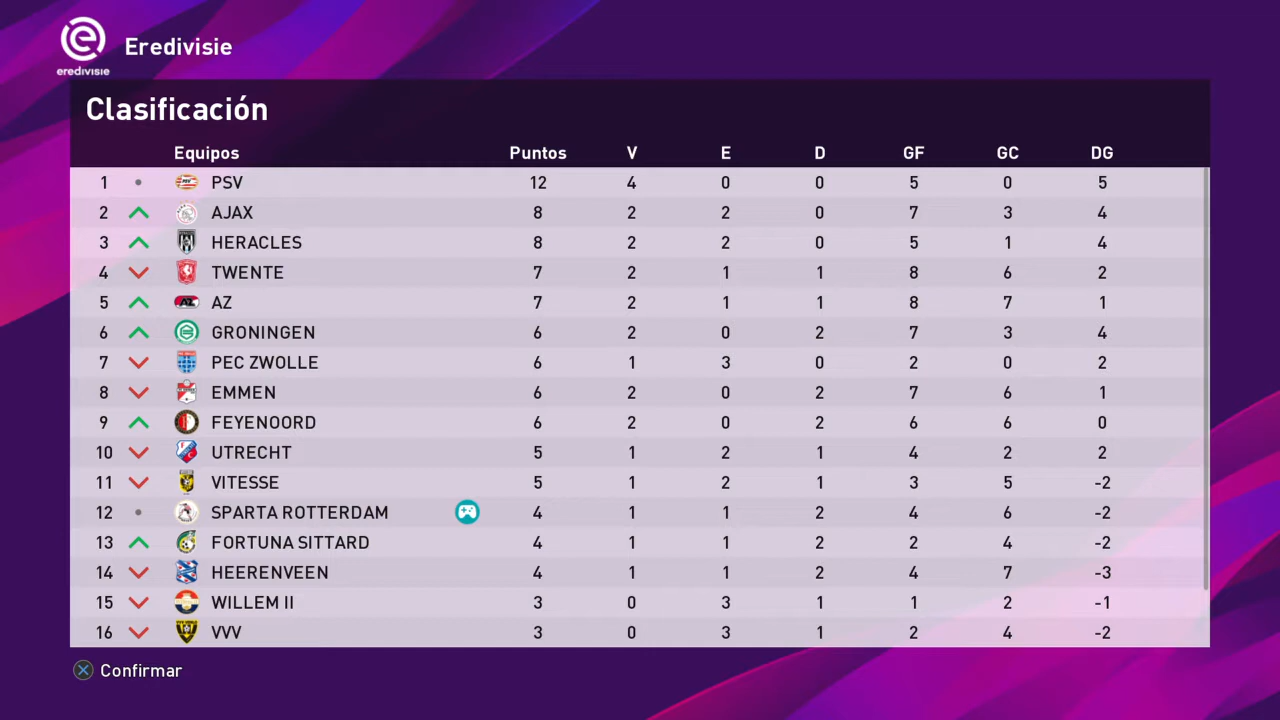 eredivisie
Eredivisie
Clasificación
Equipos Puntos V E D GF GC DG
1 PSV 12 4 0 0 5 0 5
2 AJAX 8 2 2 0 7 3 4
3 HERACLES 8 2 2 0 5 1 4
4 TWENTE 7 2 1 1 8 6 2
5 AZ 7 2 1 1 8 7 1
6 GRONINGEN 6 2 0 2 7 3 4
7 PEC ZWOLLE 6 1 3 0 2 0 2
8 EMMEN 6 2 0 2 7 6 1
9 FEYENOORD 6 2 0 2 6 6 0
10 UTRECHT 5 1 2 1 4 2 2
11 VITESSE 5 1 2 1 3 5 -2
12 SPARTA ROTTERDAM 4 1 1 2 4 6 -2
13 FORTUNA SITTARD 4 1 1 2 2 4 -2
14 HEERENVEEN 4 1 1 2 4 7 -3
15 WILLEM II 3 0 3 1 1 2 -1
16 VVV 3 0 3 1 2 4 -2
Confirmar